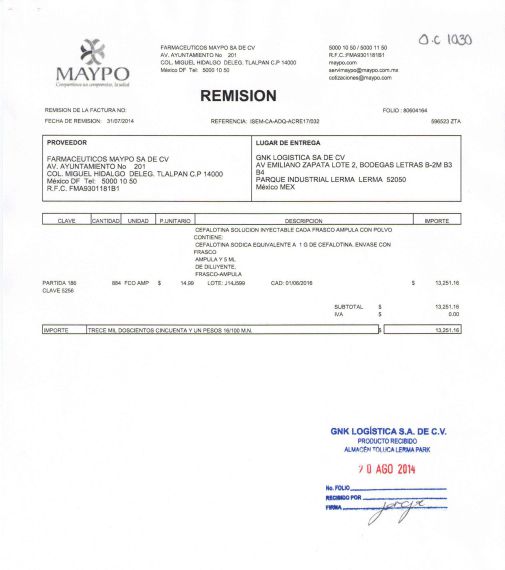 O.C 1030
MAYPO
FARMACEUTICOS MAYPO SA DE CV
AV. AYUNTAMIENTO No 201
COL. MIGUEL HIDALGO DELEG. TLALPAN C.P 14000
México DF Tel: 5000 10 50
5000 10 50 / 5000 11 50
R.F.C.:FMA9301181B1
maypo.com
servimaypo@maypo.com.mx
cotizaciones@maypo.com
REMISION
REMISION DE LA FACTURA NO:
FOLIO : 80604164
FECHA DE REMISION: 31/07/2014
REFERENCIA: ISEM-CA-ADQ-ACRE17/032
596523 ZTA
PROVEEDOR
FARMACEUTICOS MAYPO SA DE CV
AV. AYUNTAMIENTO No 201
COL. MIGUEL HIDALGO DELEG. TLALPAN C.P 14000
México DF Tel: 5000 10 50
R.F.C. FMA9301181B1
LUGAR DE ENTREGA
GNK LOGISTICA SA DE CV
AV EMILIANO ZAPATA LOTE 2, BODEGAS LETRAS B-2M B3
B4
PARQUE INDUSTRIAL LERMA LERMA 52050
México MEX
CLAVE CANTIDAD UNIDAD P.UNITARIO DESCRIPCION IMPORTE
CEFALOTINA SOLUCION INYECTABLE CADA FRASCO AMPULA CON POLVO
CONTIENE:
CEFALOTINA SODICA EQUIVALENTE A 1 G DE CEFALOTINA. ENVASE CON
FRASCO
AMPULA Y 5 ML
DE DILUYENTE.
FRASCO-AMPULA
PARTIDA 186 884 FCO AMP $ 14.99 LOTE: J14J599 CAD: 01/06/2016 $ 13,251.16
CLAVE 5256
SUBTOTAL $ 13,251.16
IVA $ 0.00
IMPORTE TRECE MIL DOSCIENTOS CINCUENTA Y UN PESOS 16/100 M.N. $ 13,251.16
GNK LOGÍSTICA S.A. DE C.V.
PRODUCTO RECIBIDO
ALMACÉN TOLUCA LERMA PARK
20 AGO 2014
No. FOLIO
RECIBIDO POR
FIRMA